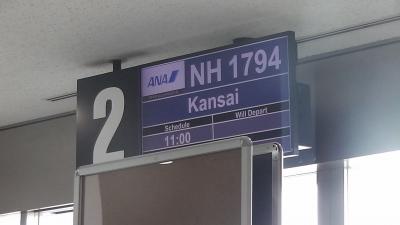 2
ANA
NH 1794
Kansai
Schedule
Will Depart
11:00